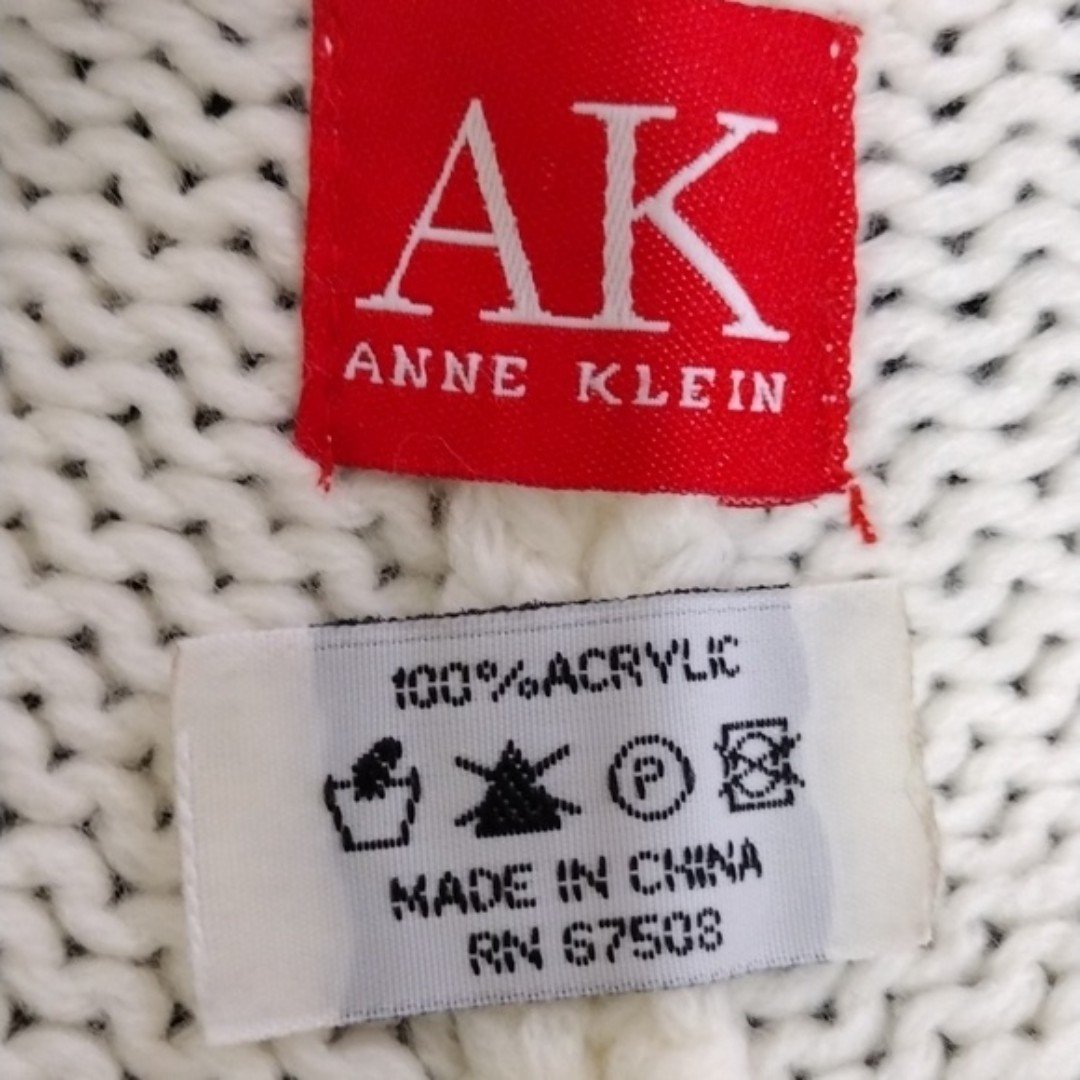 AK
ANNE KLEIN
100% ACRYLIC
P
MADE IN CHINA
RN 67508